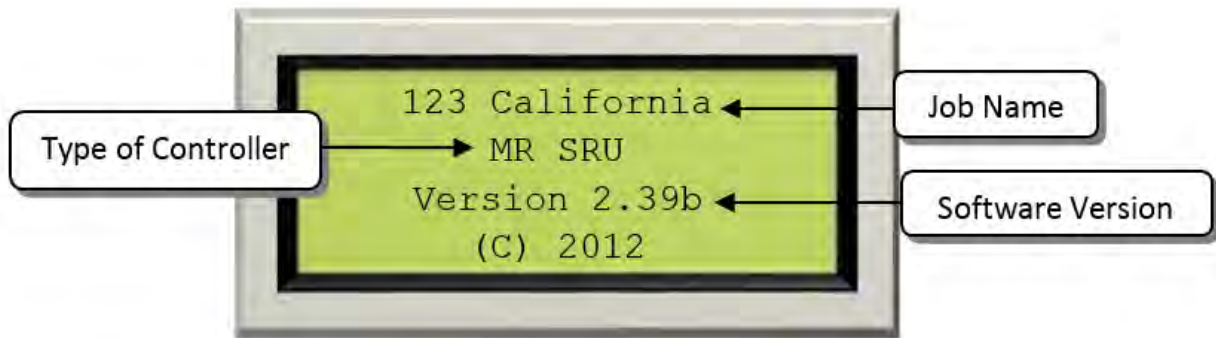 123 California
Job Name
Type of Controller
MR SRU
Version 2.39b
Software Version
(C) 2012